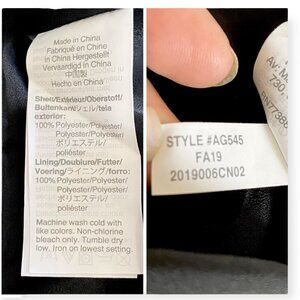 Made in China
Fabriqué en Chine
In China Hergestellt
Vervaardigd in China
中国製
Hecho en China
Shell/Extérieur/Oberstoff/
Buitenkant/シェル/tela
exterior:
100% Polyester/Polyester/
Polyester/Polyester/
ポリエステル/
poliéster
Lining/Doublure/Futter/
Voering/ライニング/forro:
100% Polyester/Polyester/
Polyester/Polyester/
ポリエステル/
poliéster
Machine wash cold with
like colors. Non-chlorine
bleach only. Tumble dry
low. Iron on lowest setting.
STYLE #AG545
FA19
2019006CN02
730,